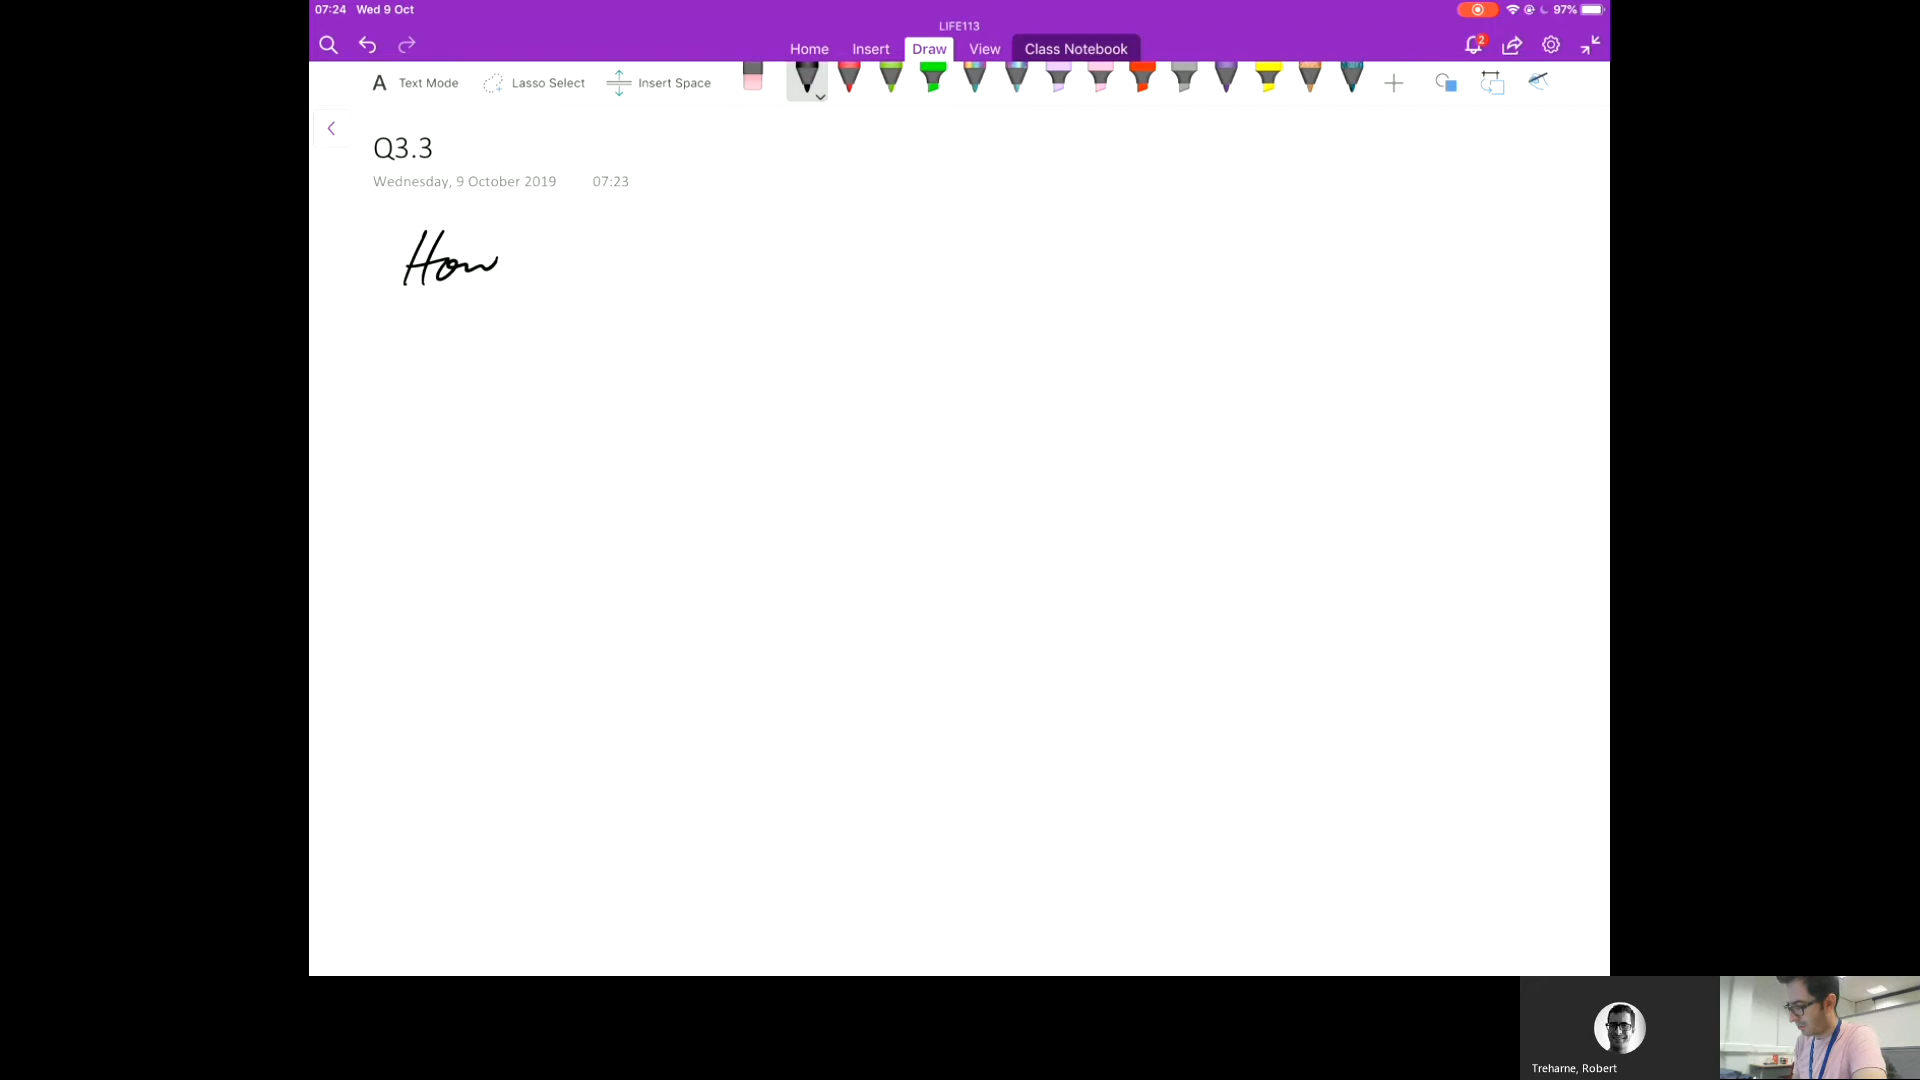 07:24 Wed 9 Oct
97%
LIFE113
Home Insert Draw View Class Notebook
2
A Text Mode Lasso Select Insert Space
Q3.3
Wednesday, 9 October 2019 07:23
How
Treharne, Robert